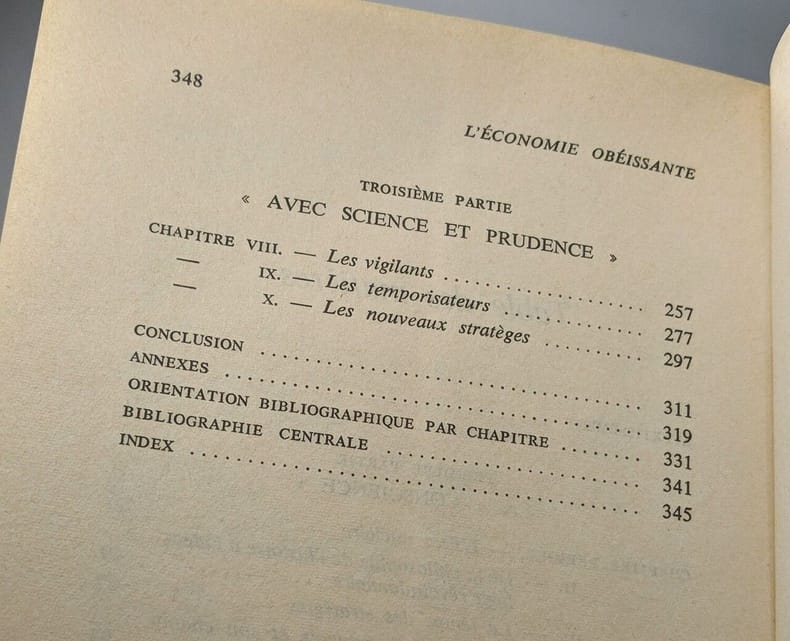 348
L'ÉCONOMIE OBÉISSANTE
TROISIÈME PARTIE
« AVEC SCIENCE ET PRUDENCE »
CHAPITRE VIII. — Les vigilants ........................ 257
— IX. — Les temporisateurs .................. 277
— X. — Les nouveaux stratèges .......... 297
CONCLUSION ........................................ 311
ANNEXES ............................................ 319
ORIENTATION BIBLIOGRAPHIQUE PAR CHAPITRE ........ 331
BIBLIOGRAPHIE CENTRALE .......................... 341
INDEX ................................................ 345